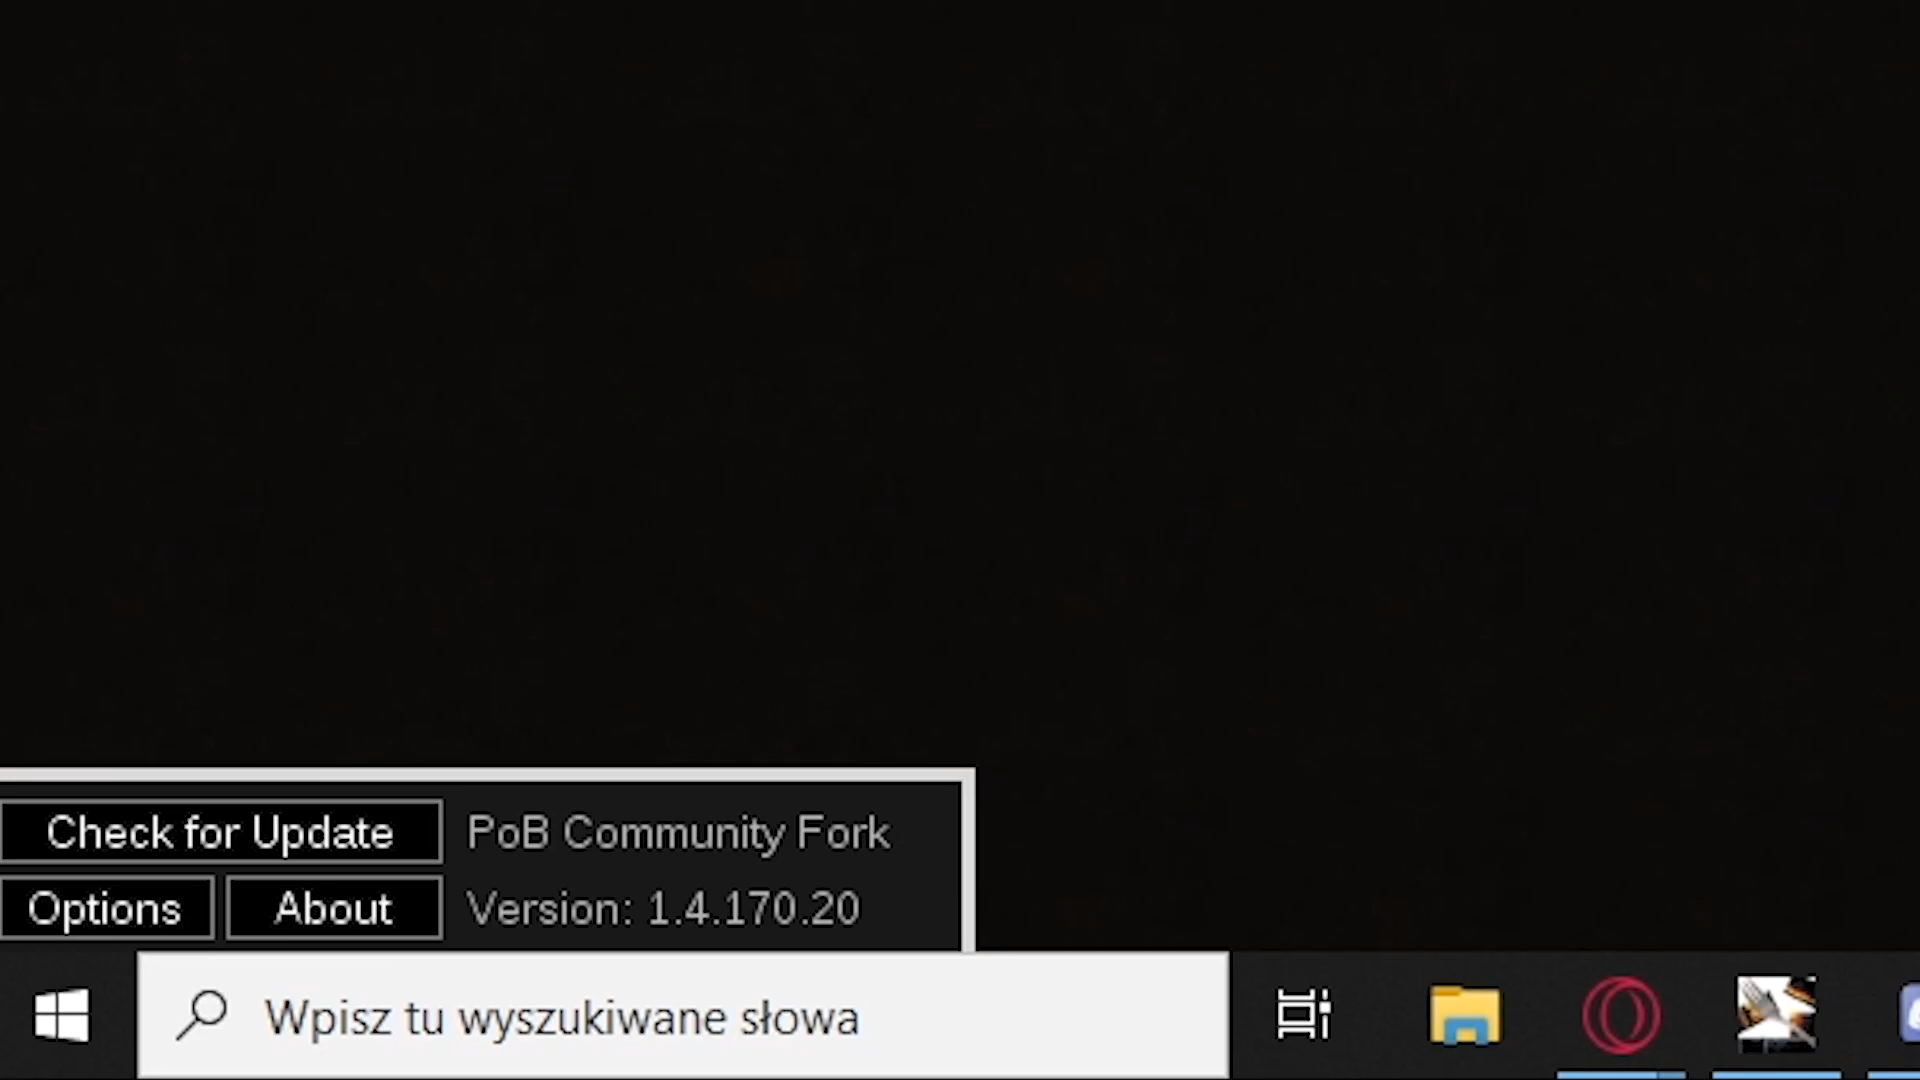 Check for Update PoB Community Fork
Options About Version: 1.4.170.20
Wpisz tu wyszukiwane słowa